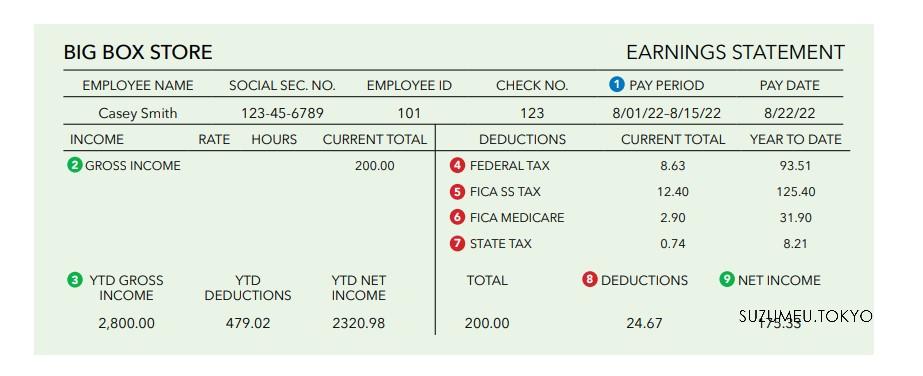 BIG BOX STORE EARNINGS STATEMENT
EMPLOYEE NAME SOCIAL SEC. NO. EMPLOYEE ID CHECK NO. 1 PAY PERIOD PAY DATE
Casey Smith 123-45-6789 101 123 8/01/22–8/15/22 8/22/22
INCOME RATE HOURS CURRENT TOTAL DEDUCTIONS CURRENT TOTAL YEAR TO DATE
2 GROSS INCOME 200.00 4 FEDERAL TAX 8.63 93.51
5 FICA SS TAX 12.40 125.40
6 FICA MEDICARE 2.90 31.90
7 STATE TAX 0.74 8.21
3 YTD GROSS YTD YTD NET TOTAL 8 DEDUCTIONS 9 NET INCOME
INCOME DEDUCTIONS INCOME
2,800.00 479.02 2320.98 200.00 24.67 175.33
SUZUMEU.TOKYO